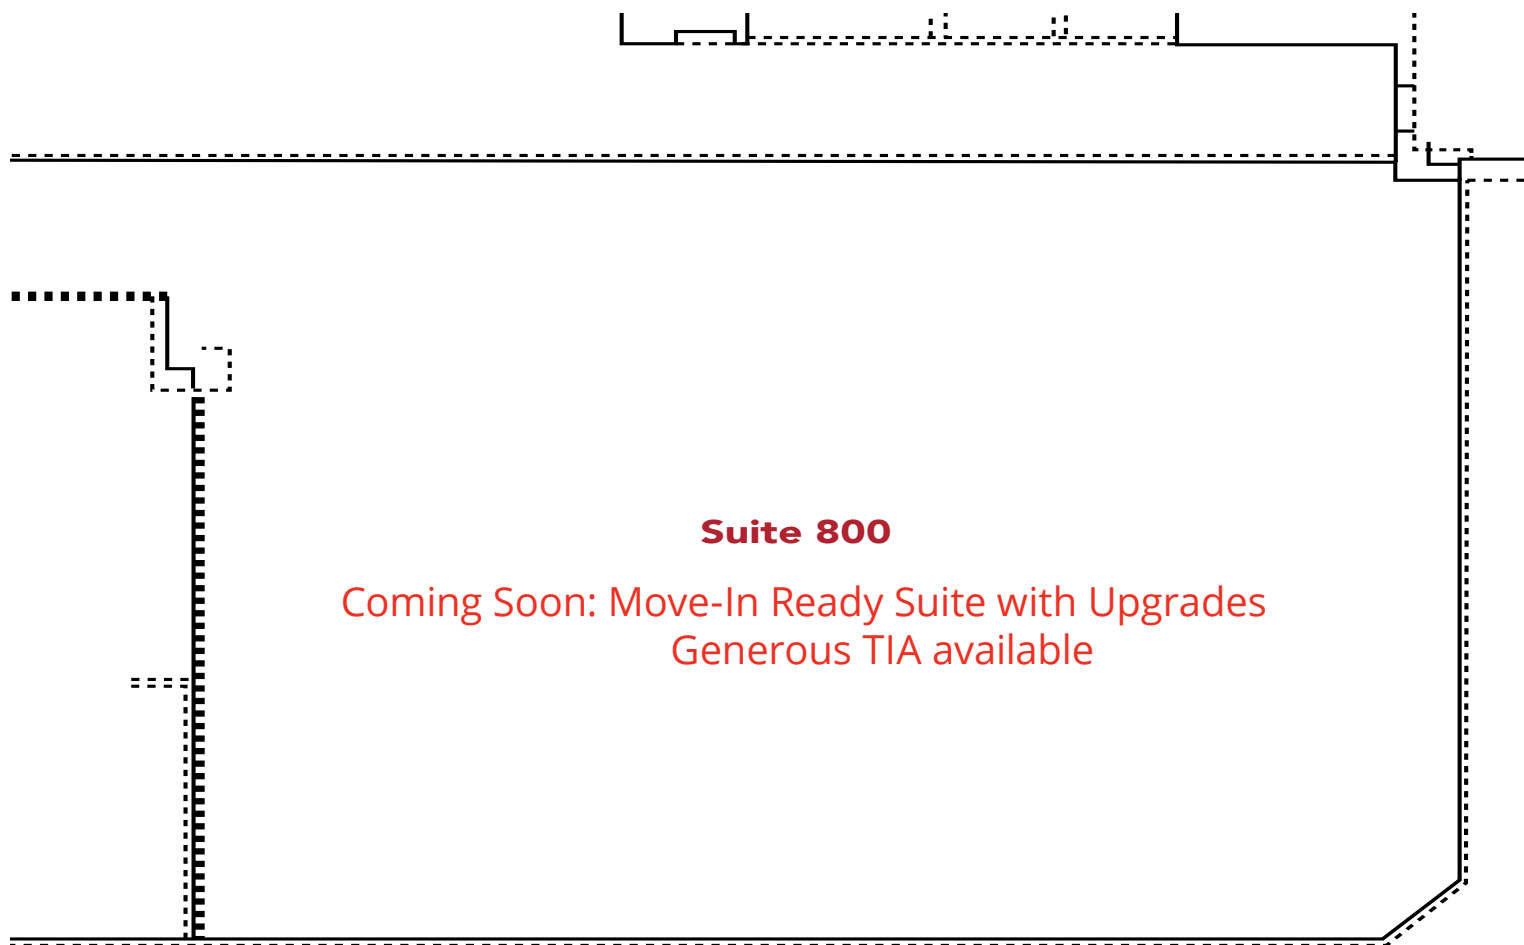 Suite 800
Coming Soon: Move-In Ready Suite with Upgrades
Generous TIA available